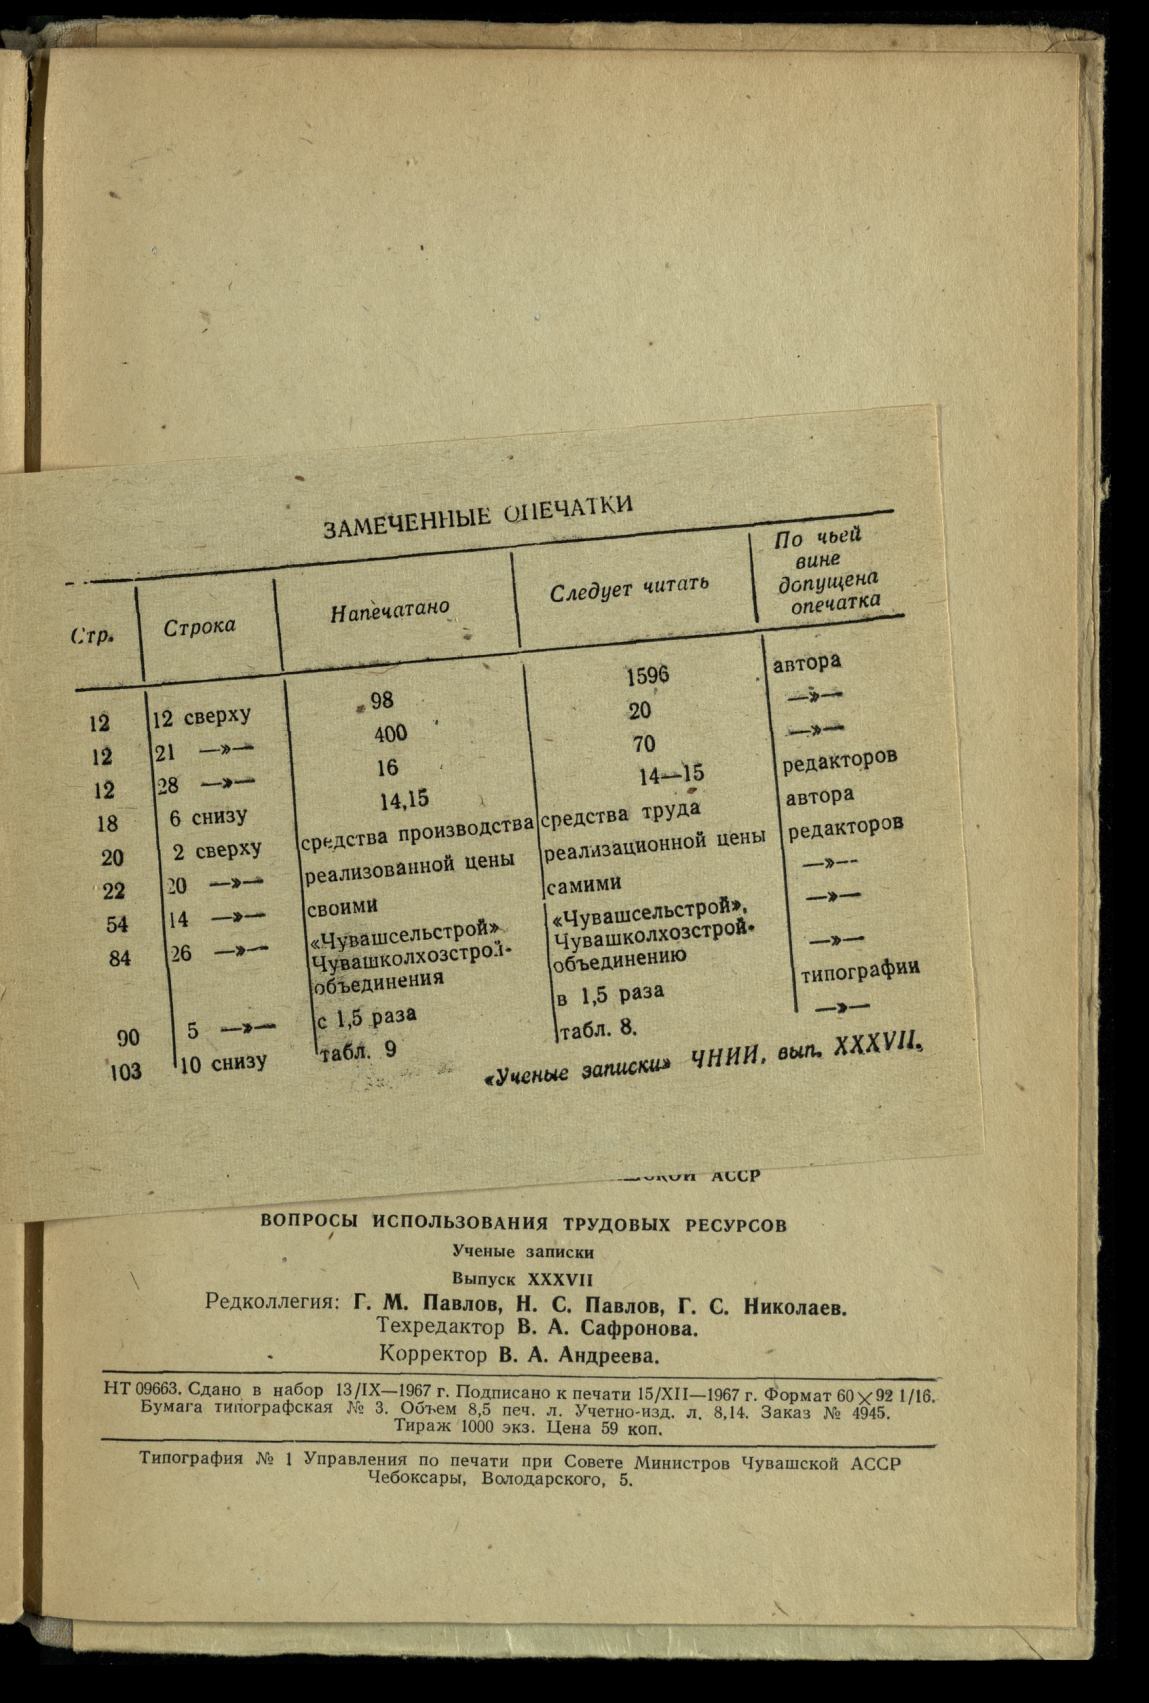 ЗАМЕЧЕННЫЕ ОПЕЧАТКИ
Стр. Строка Напечатано Следует читать По чьей
вине
допущена
опечатка
12 12 сверху 98 1596 автора
12 21 —»— 400 20 —»—
12 28 —»— 16 70 —»—
18 6 снизу 14,15 14—15 редакторов
20 2 сверху средства производства средства труда автора
22 20 —»— реализованной цены реализационной цены редакторов
54 14 —»— своими самими —»—
84 26 —»— «Чувашсельстрой» «Чувашсельстрой», —»—
Чувашколхозстрой- Чувашколхозстрой-
объединения объединению —»—
90 5 —»— с 1,5 раза в 1,5 раза типографии
103 10 снизу табл. 9 табл. 8. —»—
«Ученые записки» ЧНИИ, вып. XXXVII.
АССР
ВОПРОСЫ ИСПОЛЬЗОВАНИЯ ТРУДОВЫХ РЕСУРСОВ
Ученые записки
Выпуск XXXVII
Редколлегия: Г. М. Павлов, Н. С. Павлов, Г. С. Николаев.
Техредактор В. А. Сафронова.
Корректор В. А. Андреева.
НТ 09663. Сдано в набор 13/IX—1967 г. Подписано к печати 15/XII—1967 г. Формат 60×92 1/16.
Бумага типографская № 3. Объем 8,5 печ. л. Учетно-изд. л. 8,14. Заказ № 4945.
Тираж 1000 экз. Цена 59 коп.
Типография № 1 Управления по печати при Совете Министров Чувашской АССР
Чебоксары, Володарского, 5.